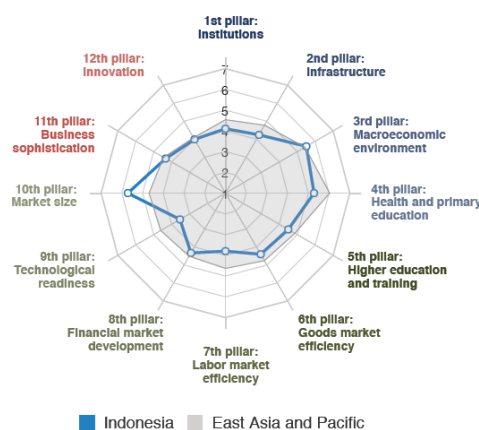 1st pillar:
Institutions
2nd pillar:
Infrastructure
3rd pillar:
Macroeconomic
environment
4th pillar:
Health and primary
education
5th pillar:
Higher education
and training
6th pillar:
Goods market
efficiency
7th pillar:
Labor market
efficiency
8th pillar:
Financial market
development
9th pillar:
Technological
readiness
10th pillar:
Market size
11th pillar:
Business
sophistication
12th pillar:
Innovation
7
6
5
4
3
2
1
Indonesia
East Asia and Pacific